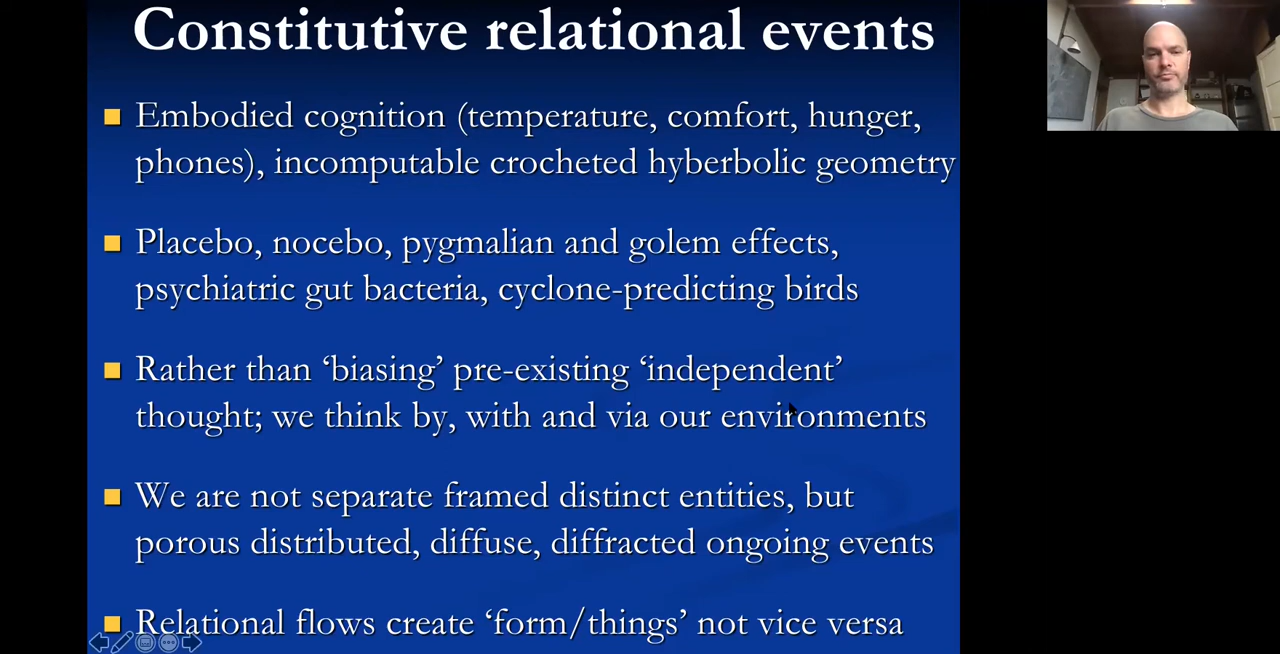 Constitutive relational events
Embodied cognition (temperature, comfort, hunger,
phones), incomputable crocheted hyberbolic geometry
Placebo, nocebo, pygmalian and golem effects,
psychiatric gut bacteria, cyclone-predicting birds
Rather than ‘biasing’ pre-existing ‘independent’
thought; we think by, with and via our environments
We are not separate framed distinct entities, but
porous distributed, diffuse, diffracted ongoing events
Relational flows create ‘form/things’ not vice versa